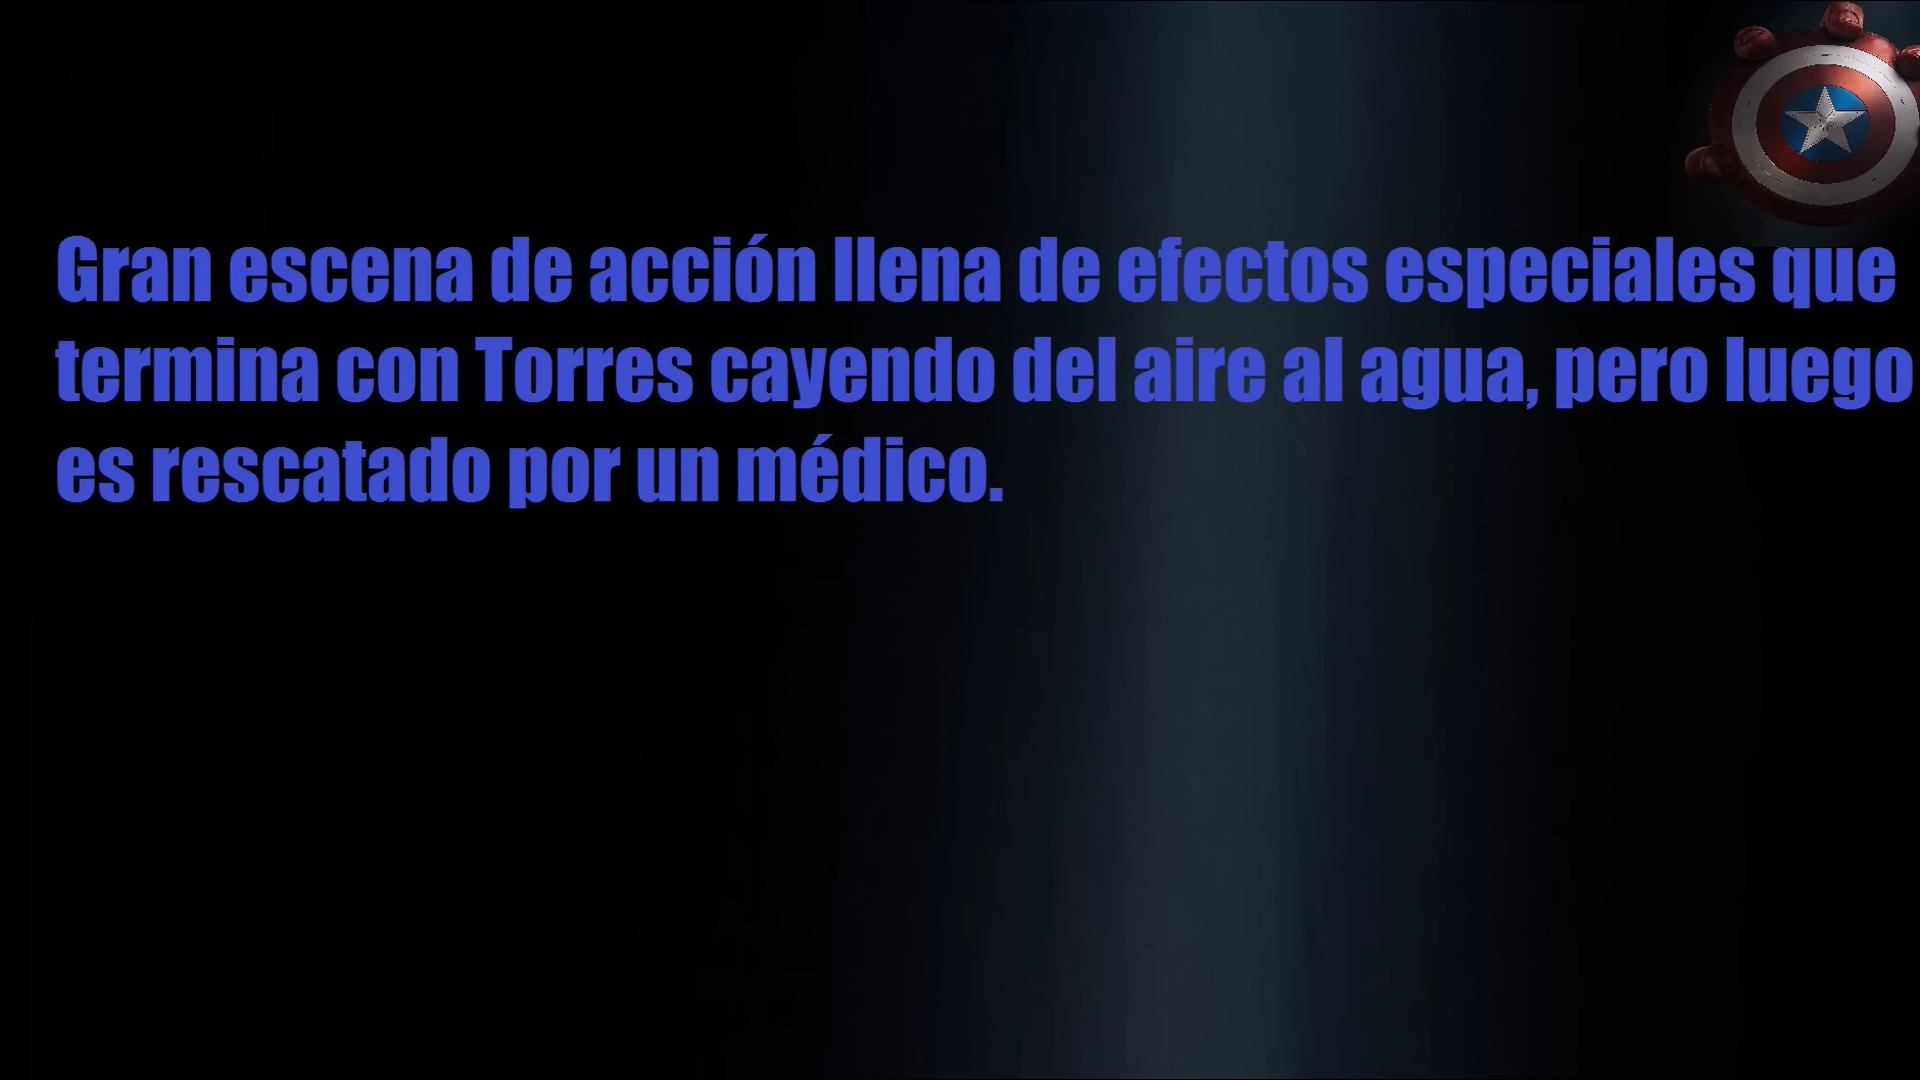 Gran escena de acción llena de efectos especiales que
termina con Torres cayendo del aire al agua, pero luego
es rescatado por un médico.